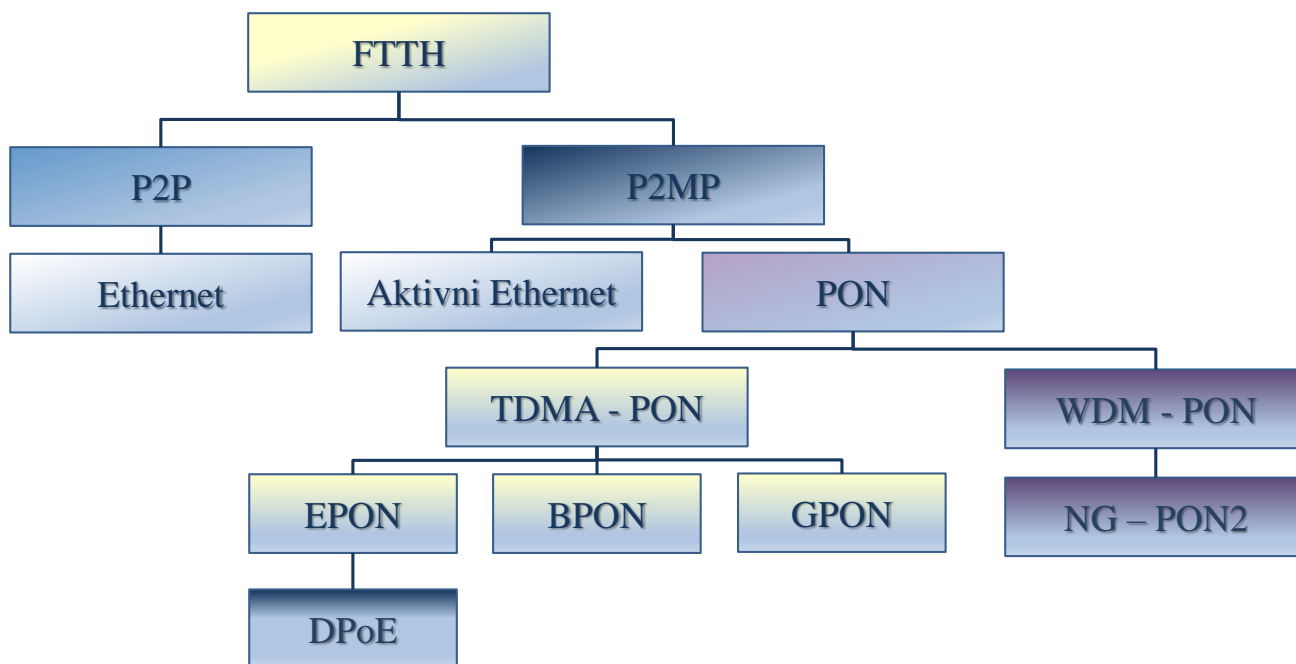 FTTH
P2P
P2MP
Ethernet
Aktivni Ethernet
PON
TDMA - PON
WDM - PON
EPON
BPON
GPON
NG – PON2
DPoE